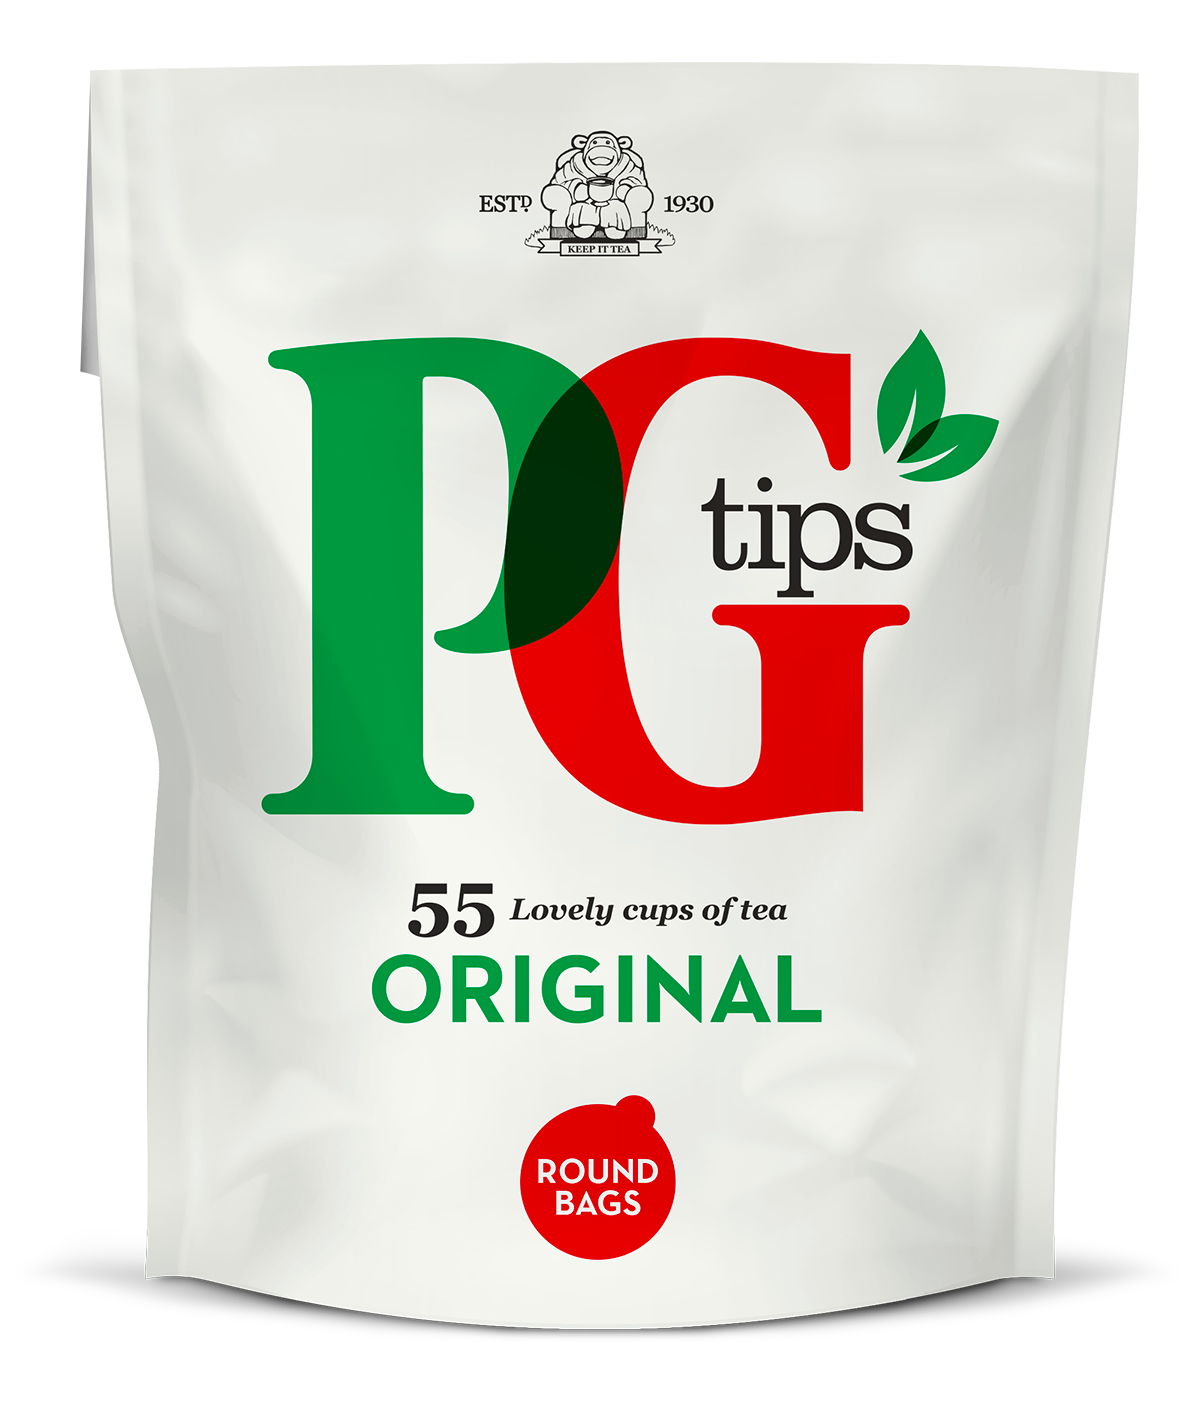 ESTD. 1930
KEEP IT TEA
PG
tips
55 Lovely cups of tea
ORIGINAL
ROUND
BAGS